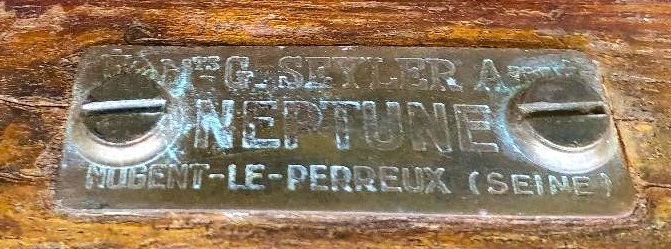 G. SEYLER
NEPTUNE
NOGENT-LE-PERREUX (SEINE)